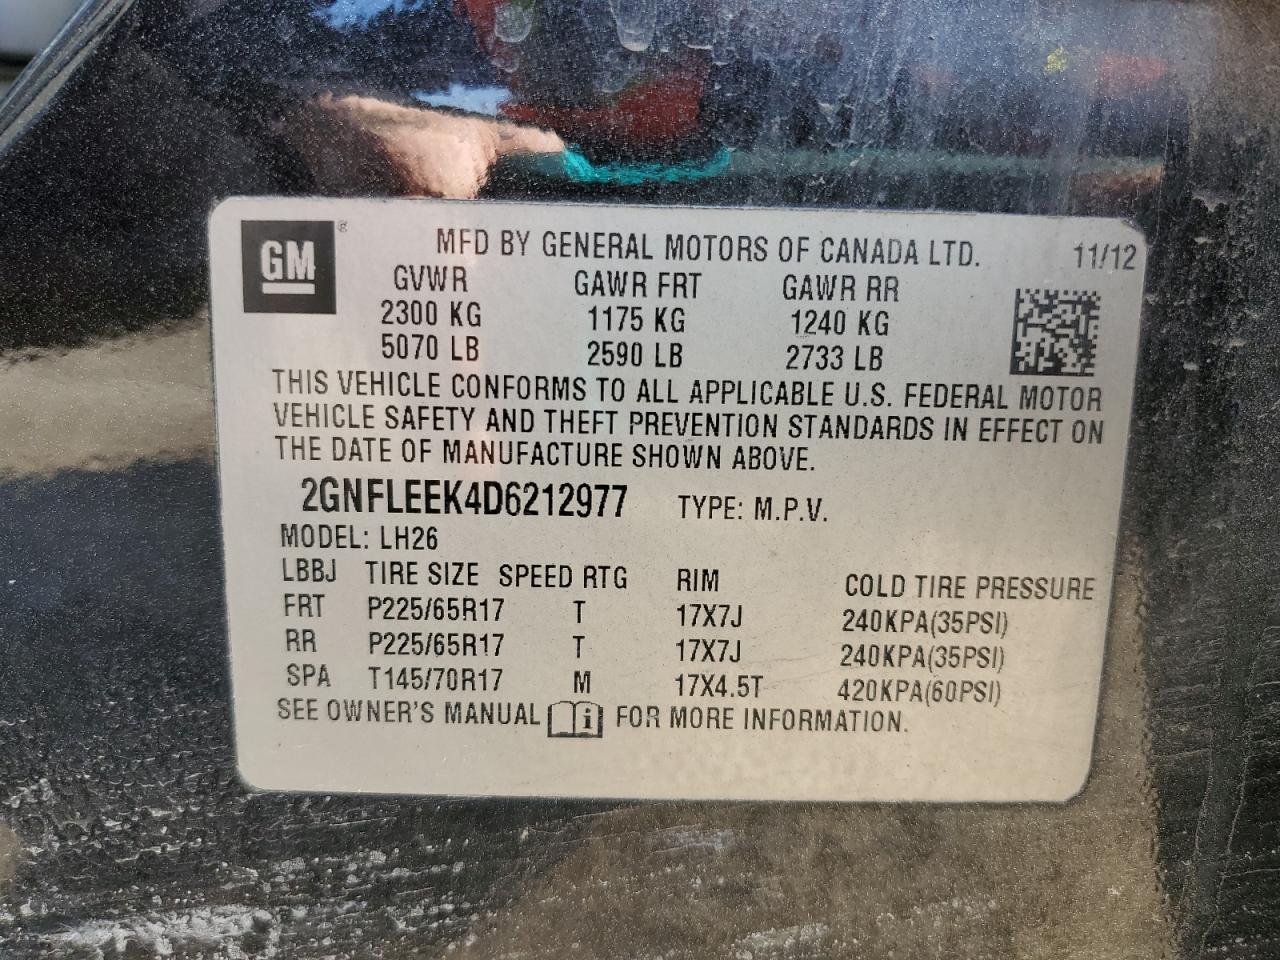 GM
MFD BY GENERAL MOTORS OF CANADA LTD. 11/12
GVWR GAWR FRT GAWR RR
2300 KG 1175 KG 1240 KG
5070 LB 2590 LB 2733 LB
THIS VEHICLE CONFORMS TO ALL APPLICABLE U.S. FEDERAL MOTOR
VEHICLE SAFETY AND THEFT PREVENTION STANDARDS IN EFFECT ON
THE DATE OF MANUFACTURE SHOWN ABOVE.
2GNFLEEK4D6212977 TYPE: M.P.V.
MODEL: LH26
LBBJ TIRE SIZE SPEED RTG RIM COLD TIRE PRESSURE
FRT P225/65R17 T 17X7J 240KPA(35PSI)
RR P225/65R17 T 17X7J 240KPA(35PSI)
SPA T145/70R17 M 17X4.5T 420KPA(60PSI)
SEE OWNER'S MANUAL i FOR MORE INFORMATION.